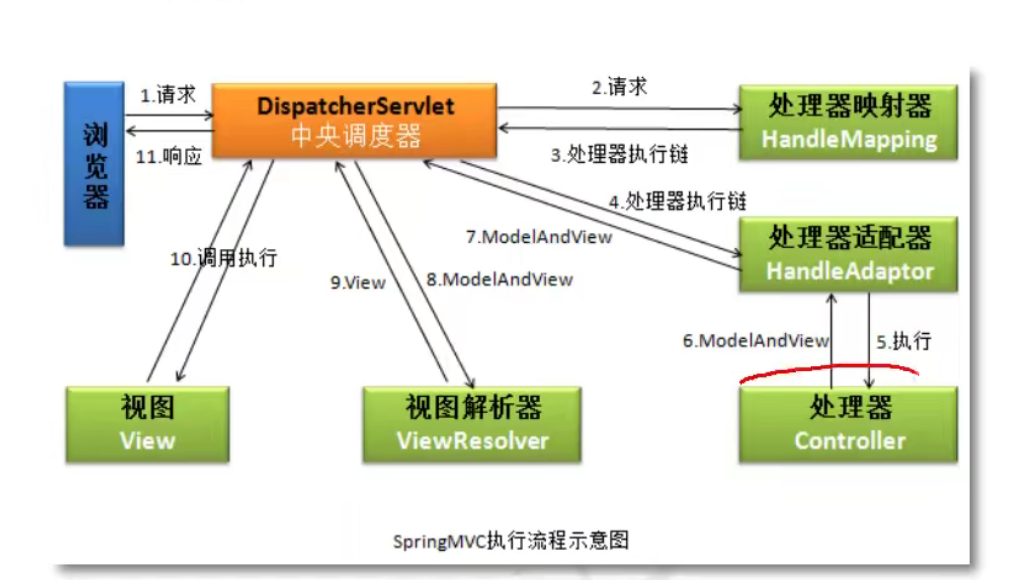 1.请求
DispatcherServlet
中央调度器
2.请求
处理器映射器
HandleMapping
浏
览
器
11.响应
3.处理器执行链
4.处理器执行链
7.ModelAndView
处理器适配器
HandleAdaptor
10.调用执行
9.View
8.ModelAndView
6.ModelAndView
5.执行
视图
View
视图解析器
ViewResolver
处理器
Controller
SpringMVC执行流程示意图